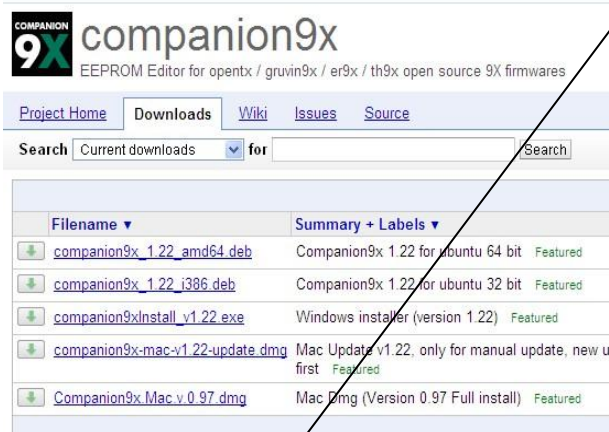 COMPANION
9X
companion9x
EEPROM Editor for opentx / gruvin9x / er9x / th9x open source 9X firmwares
Project Home Downloads Wiki Issues Source
Search Current downloads for Search
Filename ▼ Summary + Labels ▼
companion9x_1.22_amd64.deb Companion9x 1.22 for ubuntu 64 bit Featured
companion9x_1.22_i386.deb Companion9x 1.22 for ubuntu 32 bit Featured
companion9xInstall_v1.22.exe Windows installer (version 1.22) Featured
companion9x-mac-v1.22-update.dmg Mac Update v1.22, only for manual update, new
first Featured
Companion9x.Mac.v.0.97.dmg Mac Dmg (Version 0.97 Full install) Featured